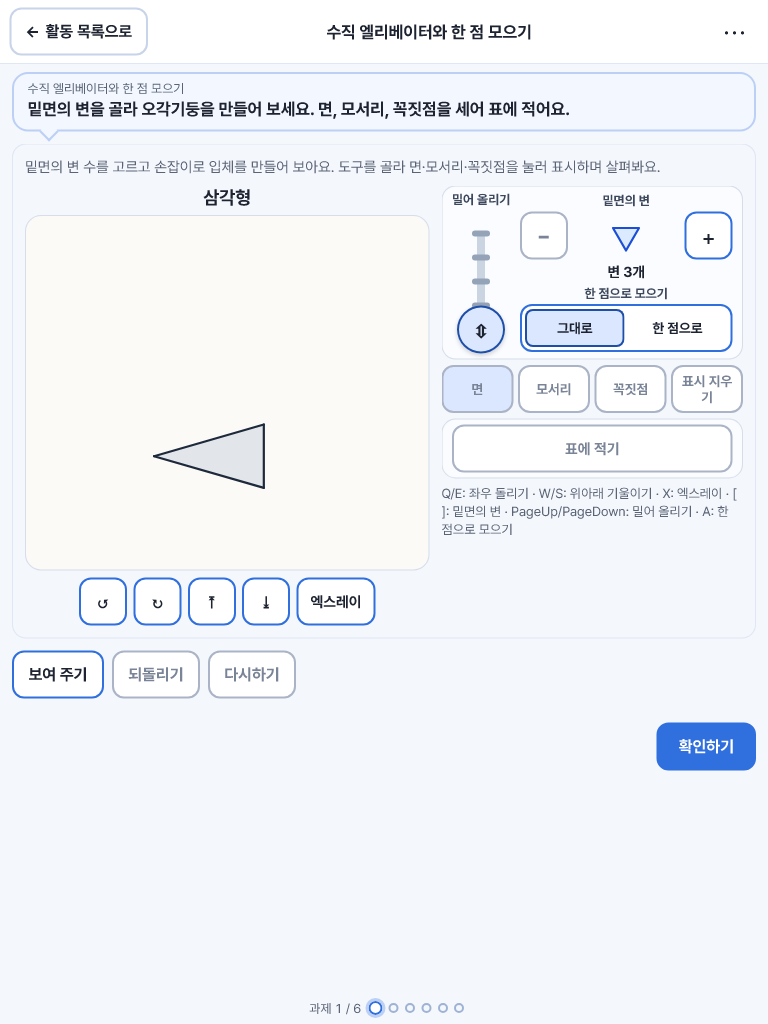 ← 활동 목록으로
수직 엘리베이터와 한 점 모으기
...
수직 엘리베이터와 한 점 모으기
밑면의 변을 골라 오각기둥을 만들어 보세요. 면, 모서리, 꼭짓점을 세어 표에 적어요.
밑면의 변 수를 고르고 손잡이로 입체를 만들어 보아요. 도구를 골라 면·모서리·꼭짓점을 눌러 표시하며 살펴봐요.
삼각형
밀어 올리기
밑면의 변
−
+
변 3개
한 점으로 모으기
⇕
그대로
한 점으로
면
모서리
꼭짓점
표시 지우
기
표에 적기
Q/E: 좌우 돌리기 · W/S: 위아래 기울이기 · X: 엑스레이 · [
]: 밑면의 변 · PageUp/PageDown: 밀어 올리기 · A: 한
점으로 모으기
↺
↻
⤒
⤓
엑스레이
보여 주기
되돌리기
다시하기
확인하기
과제 1 / 6